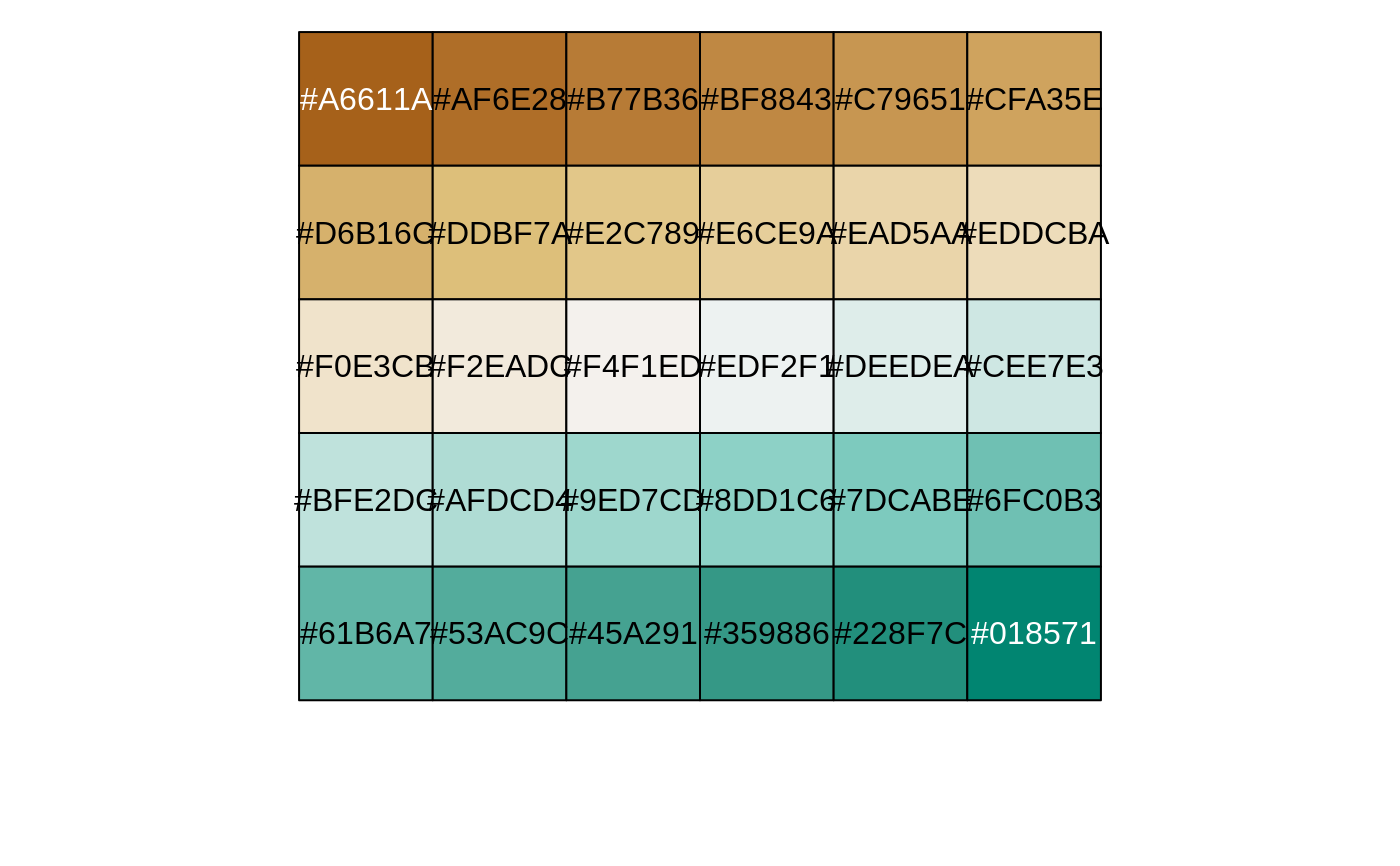 #A6611A #AF6E28 #B77B36 #BF8843 #C79651 #CFA35E
#D6B16C #DDBF7A #E2C789 #E6CE9A #EAD5AA #EDDCBA
#F0E3CB #F2EADC #F4F1ED #EDF2F1 #DEEDEA #CEE7E3
#BFE2DC #AFDCD4 #9ED7CD #8DD1C6 #7DCABE #6FC0B3
#61B6A7 #53AC9C #45A291 #359886 #228F7C #018571